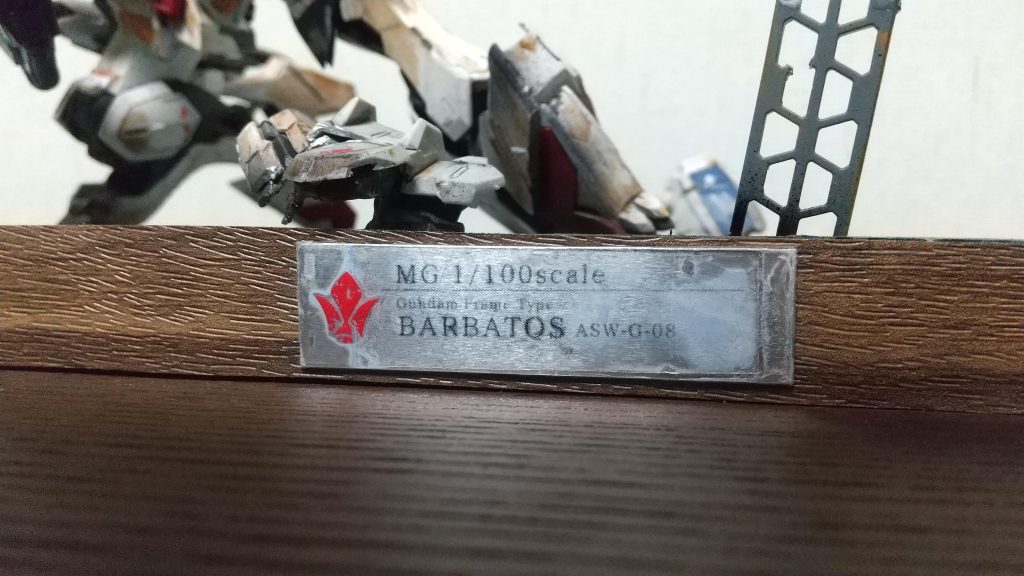 MG 1/100scale
Gundam Frame Type
BARBATOS ASW-G-08